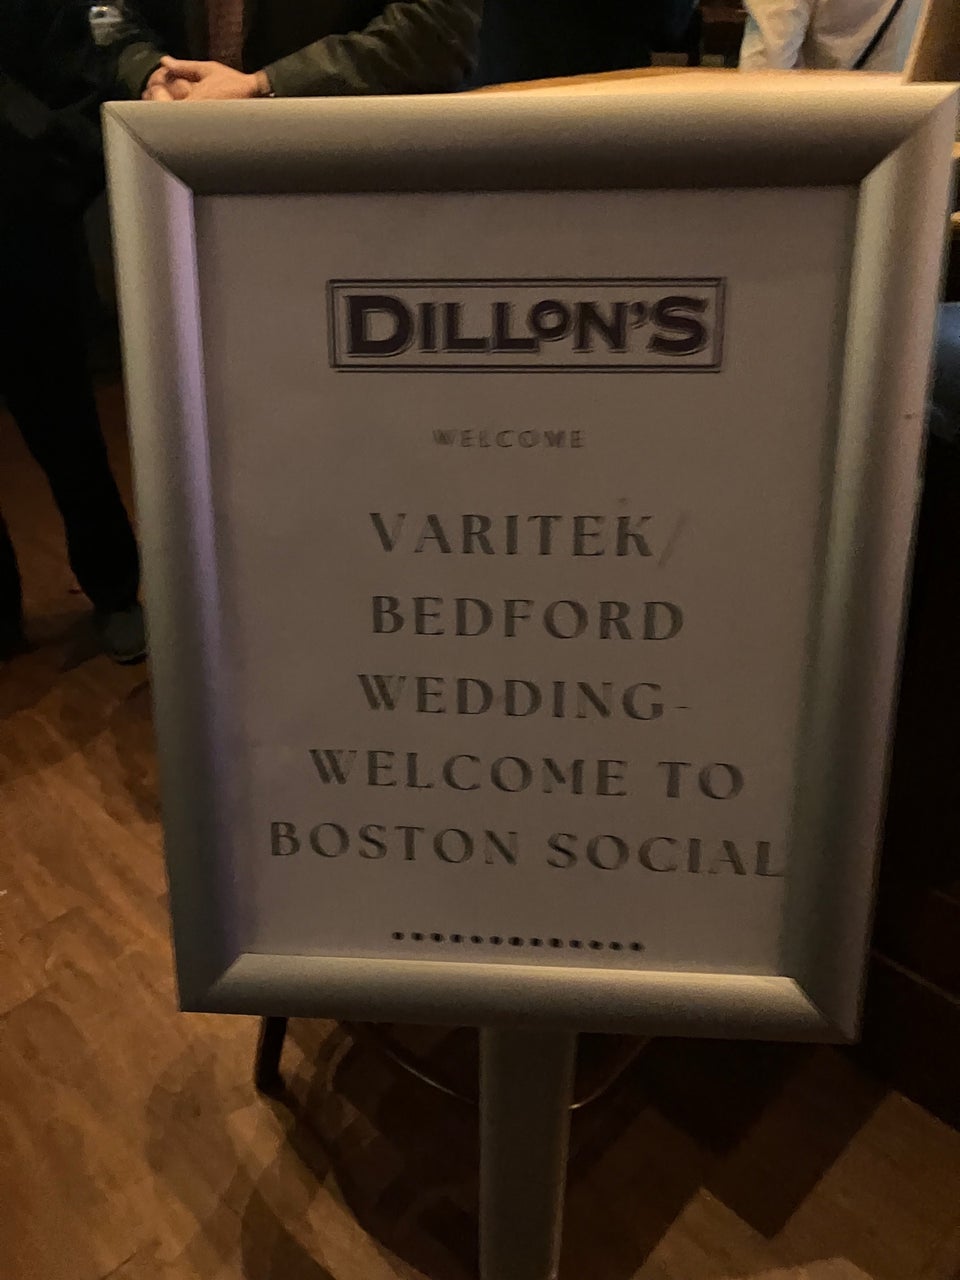 DILLON'S
WELCOME
VARITEK/
BEDFORD
WEDDING-
WELCOME TO
BOSTON SOCIAL